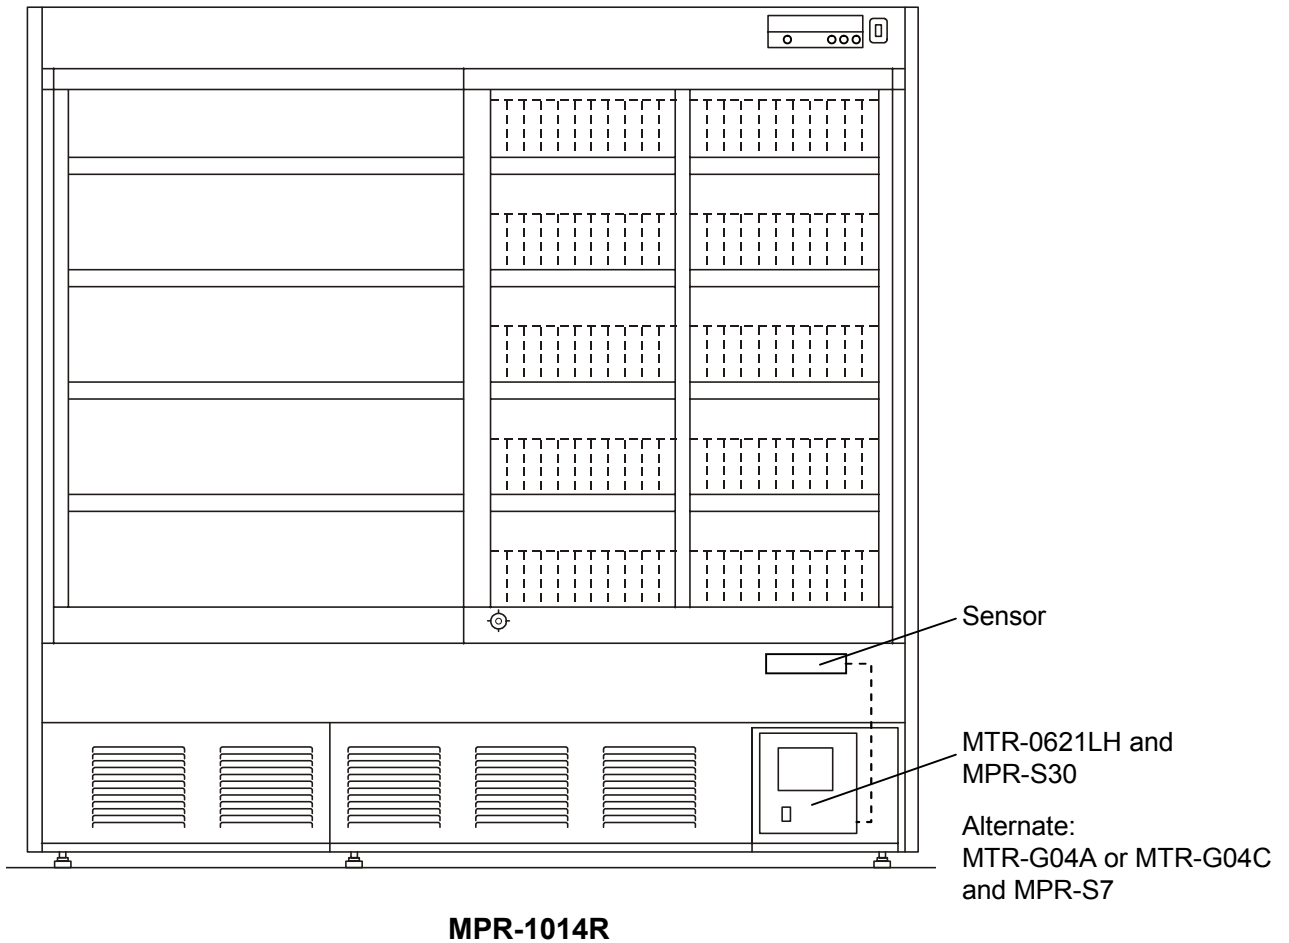 Sensor
MTR-0621LH and
MPR-S30
Alternate:
MTR-G04A or MTR-G04C
and MPR-S7
MPR-1014R